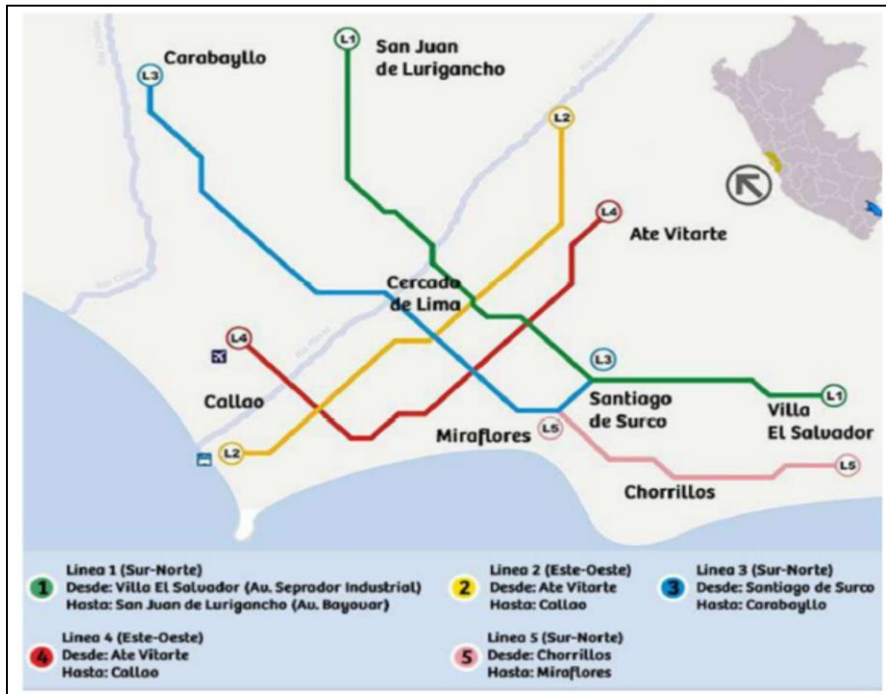 L3
Carabayllo
L1
San Juan
de Lurigancho
L2
L4
Ate Vitarte
Cercado
de Lima
L4
L3
Callao
Santiago
de Surco
L1
Villa
El Salvador
Miraflores
L5
L2
Chorrillos
L5
1
Linea 1 (Sur-Norte)
Desde: Villa El Salvador (Av. Seprador Industrial)
Hasta: San Juan de Lurigancho (Av. Bayovar)
2
Linea 2 (Este-Oeste)
Desde: Ate Vitarte
Hasta: Callao
3
Linea 3 (Sur-Norte)
Desde: Santiago de Surco
Hasta: Carabayllo
4
Linea 4 (Este-Oeste)
Desde: Ate Vitarte
Hasta: Callao
5
Linea 5 (Sur-Norte)
Desde: Chorrillos
Hasta: Miraflores